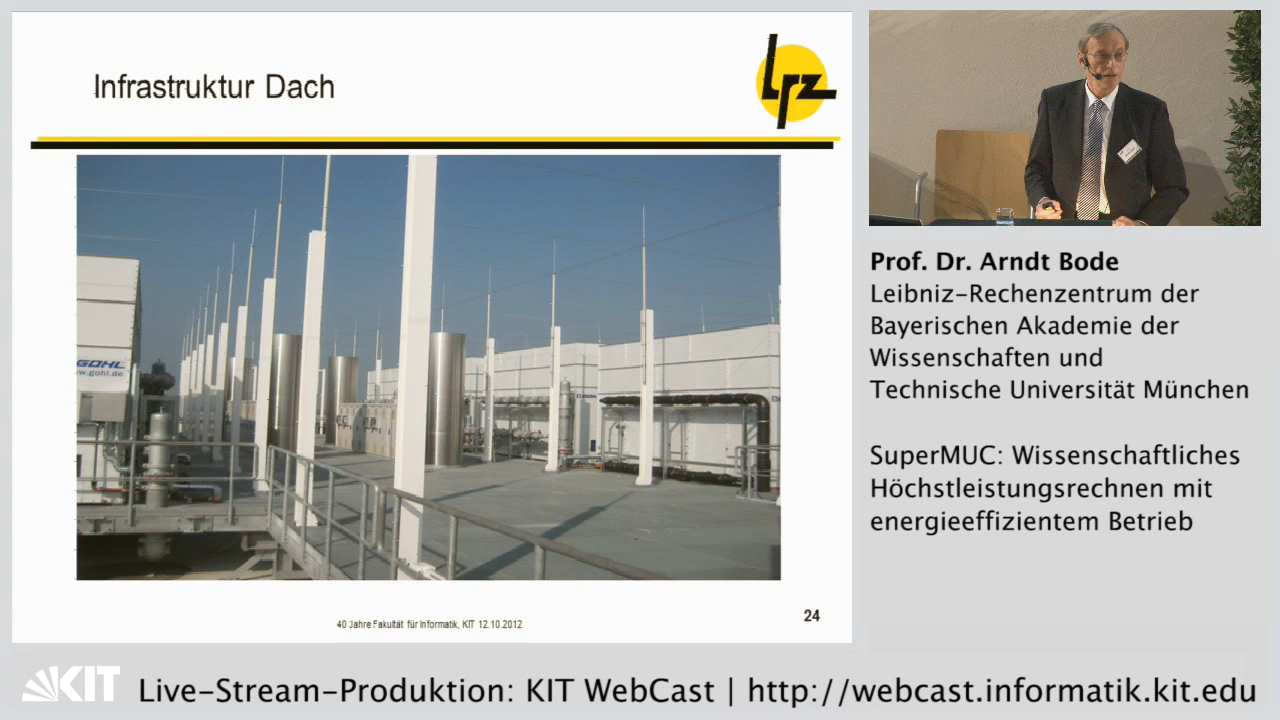 Infrastruktur Dach
lrz
GOHL
w.gohl.de
40 Jahre Fakultät für Informatik, KIT 12.10.2012
24
Prof. Dr. Arndt Bode
Leibniz-Rechenzentrum der
Bayerischen Akademie der
Wissenschaften und
Technische Universität München
SuperMUC: Wissenschaftliches
Höchstleistungsrechnen mit
energieeffizientem Betrieb
KIT
Live-Stream-Produktion: KIT WebCast | http://webcast.informatik.kit.edu